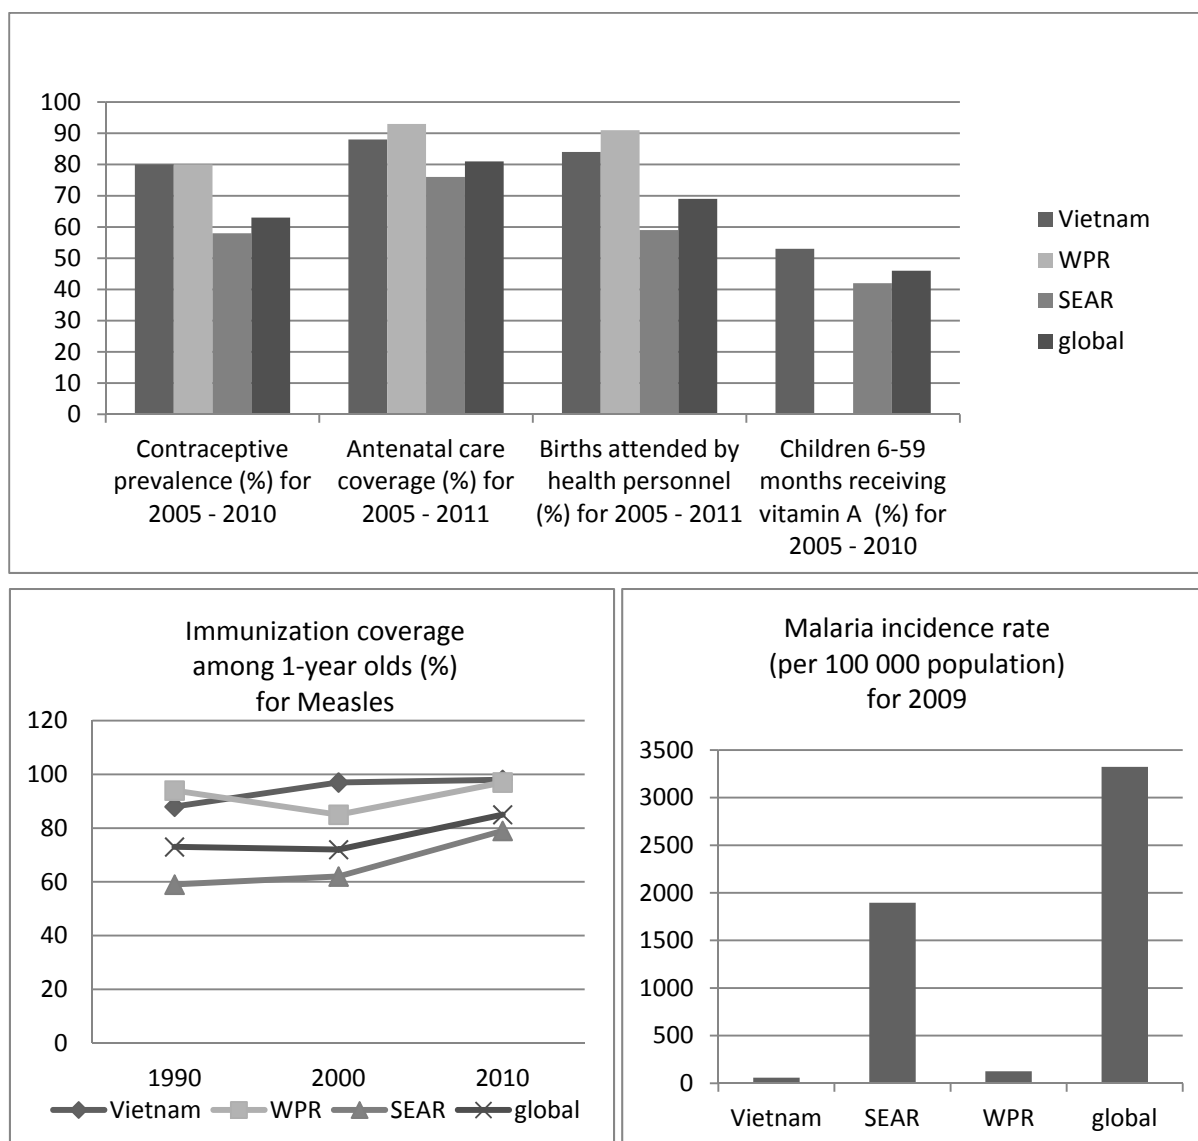 100
90
80
70
60
50
40
30
20
10
0
Contraceptive
prevalence (%) for
2005 - 2010
Antenatal care
coverage (%) for
2005 - 2011
Births attended by
health personnel
(%) for 2005 - 2011
Children 6-59
months receiving
vitamin A (%) for
2005 - 2010
Vietnam
WPR
SEAR
global
Immunization coverage
among 1-year olds (%)
for Measles
120
100
80
60
40
20
0
1990 2000 2010
Vietnam WPR SEAR global
Malaria incidence rate
(per 100 000 population)
for 2009
3500
3000
2500
2000
1500
1000
500
0
Vietnam SEAR WPR global